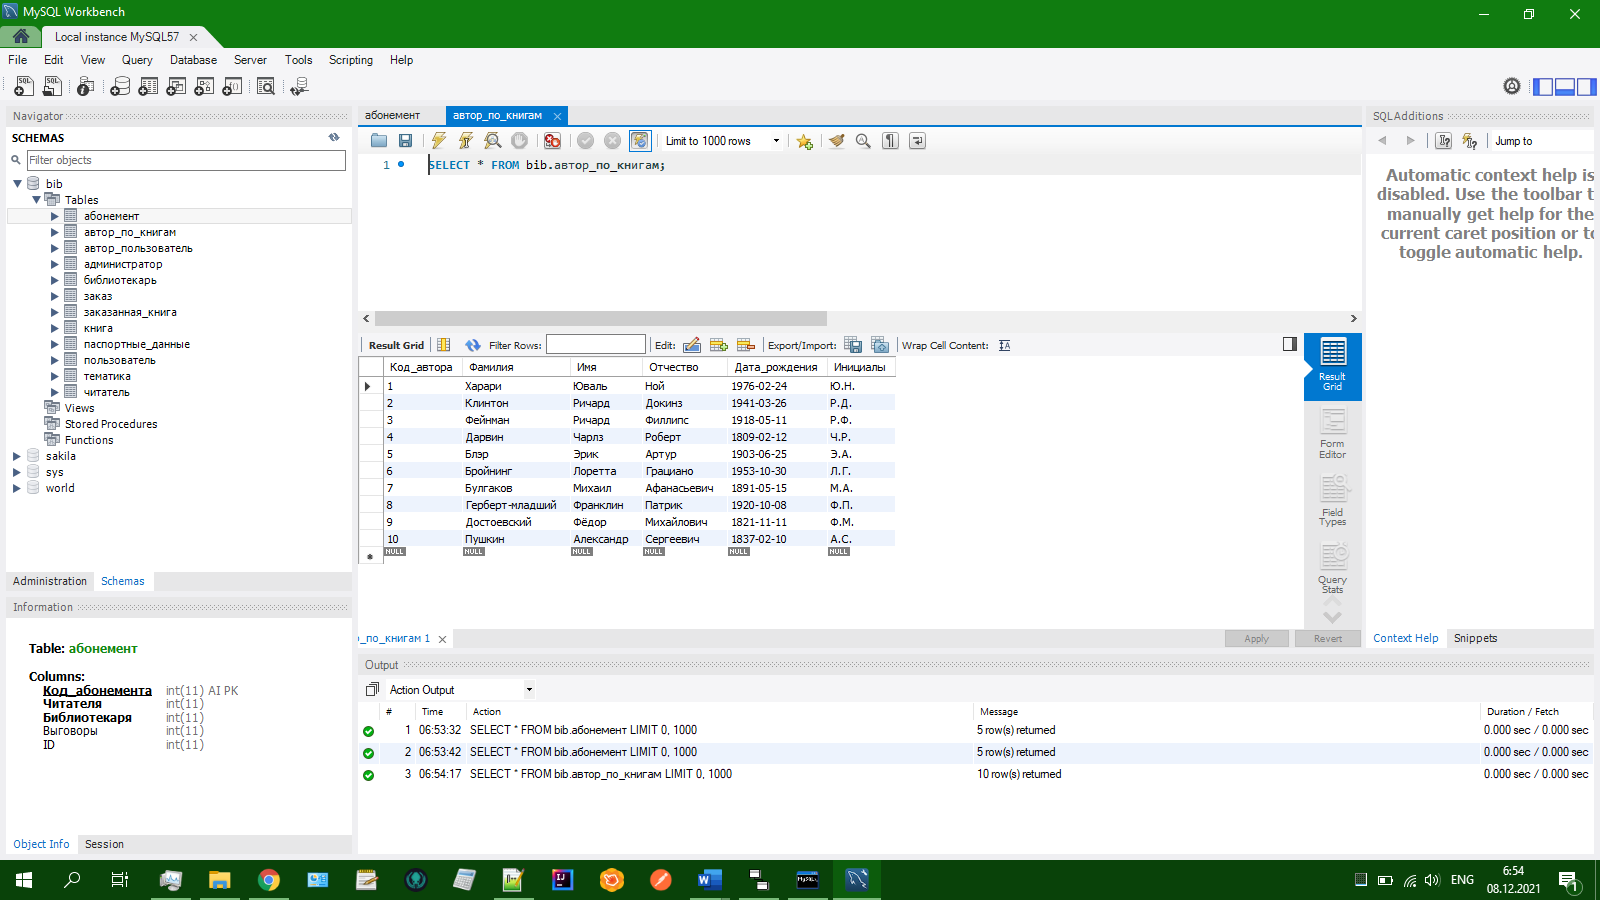 MySQL Workbench
Local instance MySQL57
File Edit View Query Database Server Tools Scripting Help
Navigator
SCHEMAS
Filter objects
bib
Tables
абонемент
автор_по_книгам
автор_пользователь
администратор
библиотекарь
заказ
заказанная_книга
книга
паспортные_данные
пользователь
тематика
читатель
Views
Stored Procedures
Functions
sakila
sys
world
Administration Schemas
Information
Table: абонемент
Columns:
Код_абонемента int(11) AI PK
Читателя int(11)
Библиотекаря int(11)
Выговоры int(11)
ID int(11)
Object Info Session
абонемент автор_по_книгам
Limit to 1000 rows
1 SELECT * FROM bib.автор_по_книгам;
Result Grid Filter Rows: Edit: Export/Import: Wrap Cell Content:
Код_автора Фамилия Имя Отчество Дата_рождения Инициалы
1 Харари Юваль Ной 1976-02-24 Ю.Н.
2 Клинтон Ричард Докинз 1941-03-26 Р.Д.
3 Фейнман Ричард Филлипс 1918-05-11 Р.Ф.
4 Дарвин Чарлз Роберт 1809-02-12 Ч.Р.
5 Блэр Эрик Артур 1903-06-25 Э.А.
6 Бройнинг Лоретта Грациано 1953-10-30 Л.Г.
7 Булгаков Михаил Афанасьевич 1891-05-15 М.А.
8 Герберт-младший Франклин Патрик 1920-10-08 Ф.П.
9 Достоевский Фёдор Михайлович 1821-11-11 Ф.М.
10 Пушкин Александр Сергеевич 1837-02-10 А.С.
NULL NULL NULL NULL NULL NULL
Result Grid
Form Editor
Field Types
Query Stats
_по_книгам 1
Apply Revert
SQLAdditions
Jump to
Automatic context help is
disabled. Use the toolbar t
manually get help for the
current caret position or to
toggle automatic help.
Context Help Snippets
Output
Action Output
# Time Action Message Duration / Fetch
1 06:53:32 SELECT * FROM bib.абонемент LIMIT 0, 1000 5 row(s) returned 0.000 sec / 0.000 sec
2 06:53:42 SELECT * FROM bib.абонемент LIMIT 0, 1000 5 row(s) returned 0.000 sec / 0.000 sec
3 06:54:17 SELECT * FROM bib.автор_по_книгам LIMIT 0, 1000 10 row(s) returned 0.000 sec / 0.000 sec
ENG
6:54
08.12.2021
1